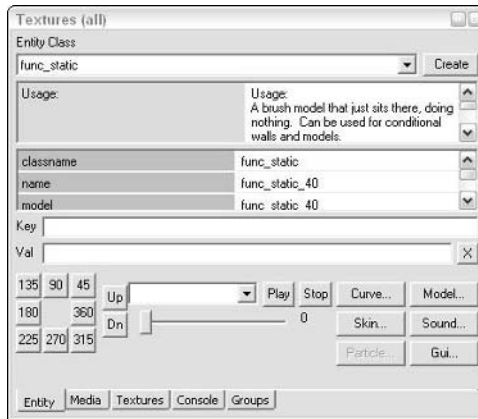 Textures (all)
Entity Class
func_static
Create
Usage:
Usage:
A brush model that just sits there, doing
nothing. Can be used for conditional
walls and models.
classname func_static
name func_static_40
model func_static_40
Key
Val
X
135 90 45
Up
Play Stop Curve... Model...
180 360
Dn
0
Skin... Sound...
225 270 315
Particle... Gui...
Entity Media Textures Console Groups